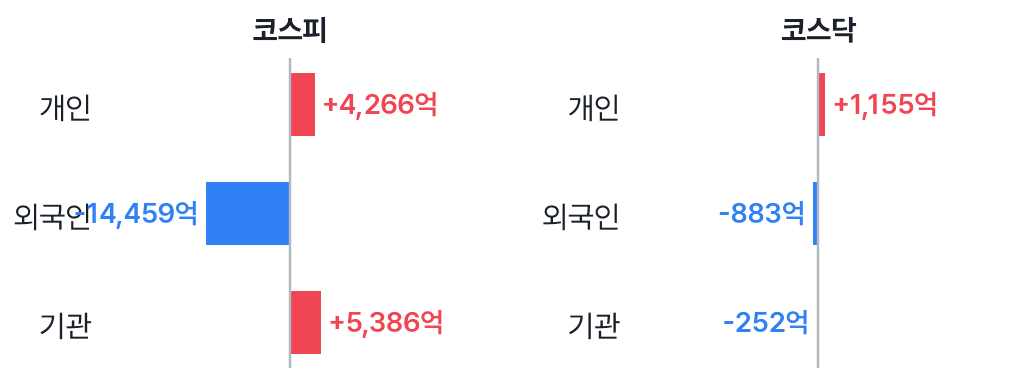 코스피
개인 +4,266억
외국인 -14,459억
기관 +5,386억
코스닥
개인 +1,155억
외국인 -883억
기관 -252억